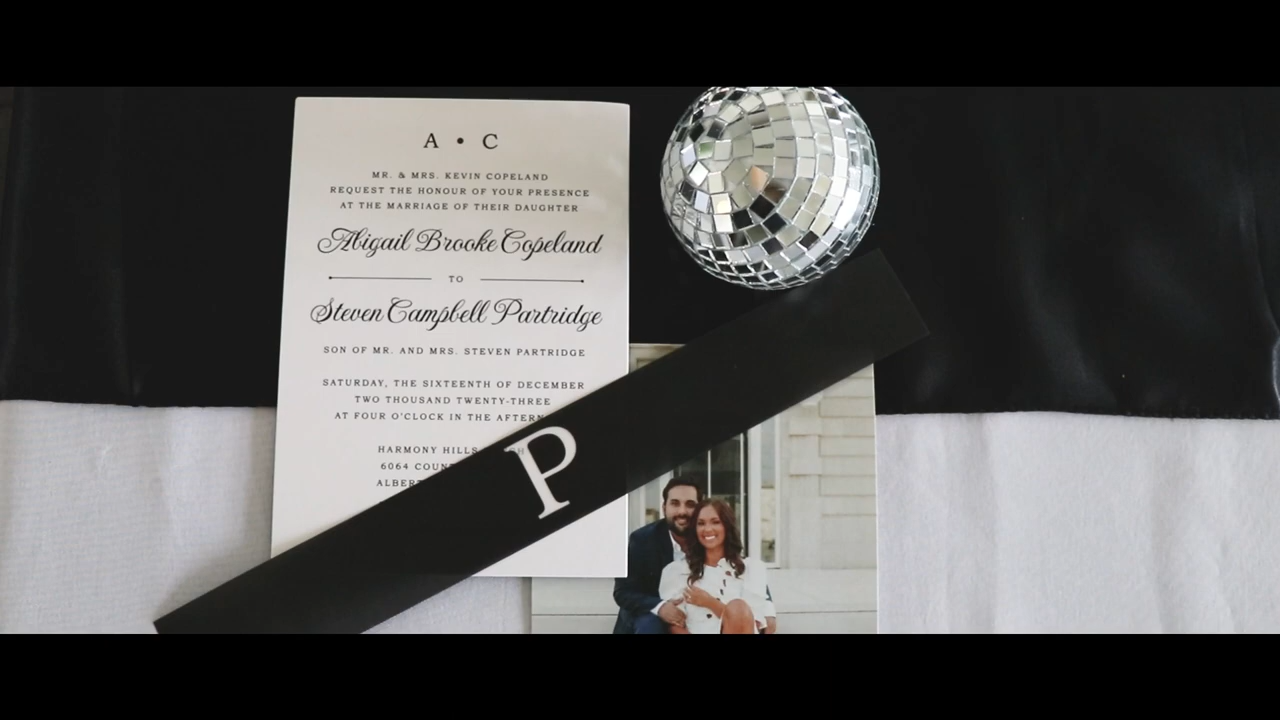 A • C
MR. & MRS. KEVIN COPELAND
REQUEST THE HONOUR OF YOUR PRESENCE
AT THE MARRIAGE OF THEIR DAUGHTER
Abigail Brooke Copeland
TO
Steven Campbell Partridge
SON OF MR. AND MRS. STEVEN PARTRIDGE
SATURDAY, THE SIXTEENTH OF DECEMBER
TWO THOUSAND TWENTY-THREE
AT FOUR O'CLOCK IN THE
HARMONY HILLS
6064
P